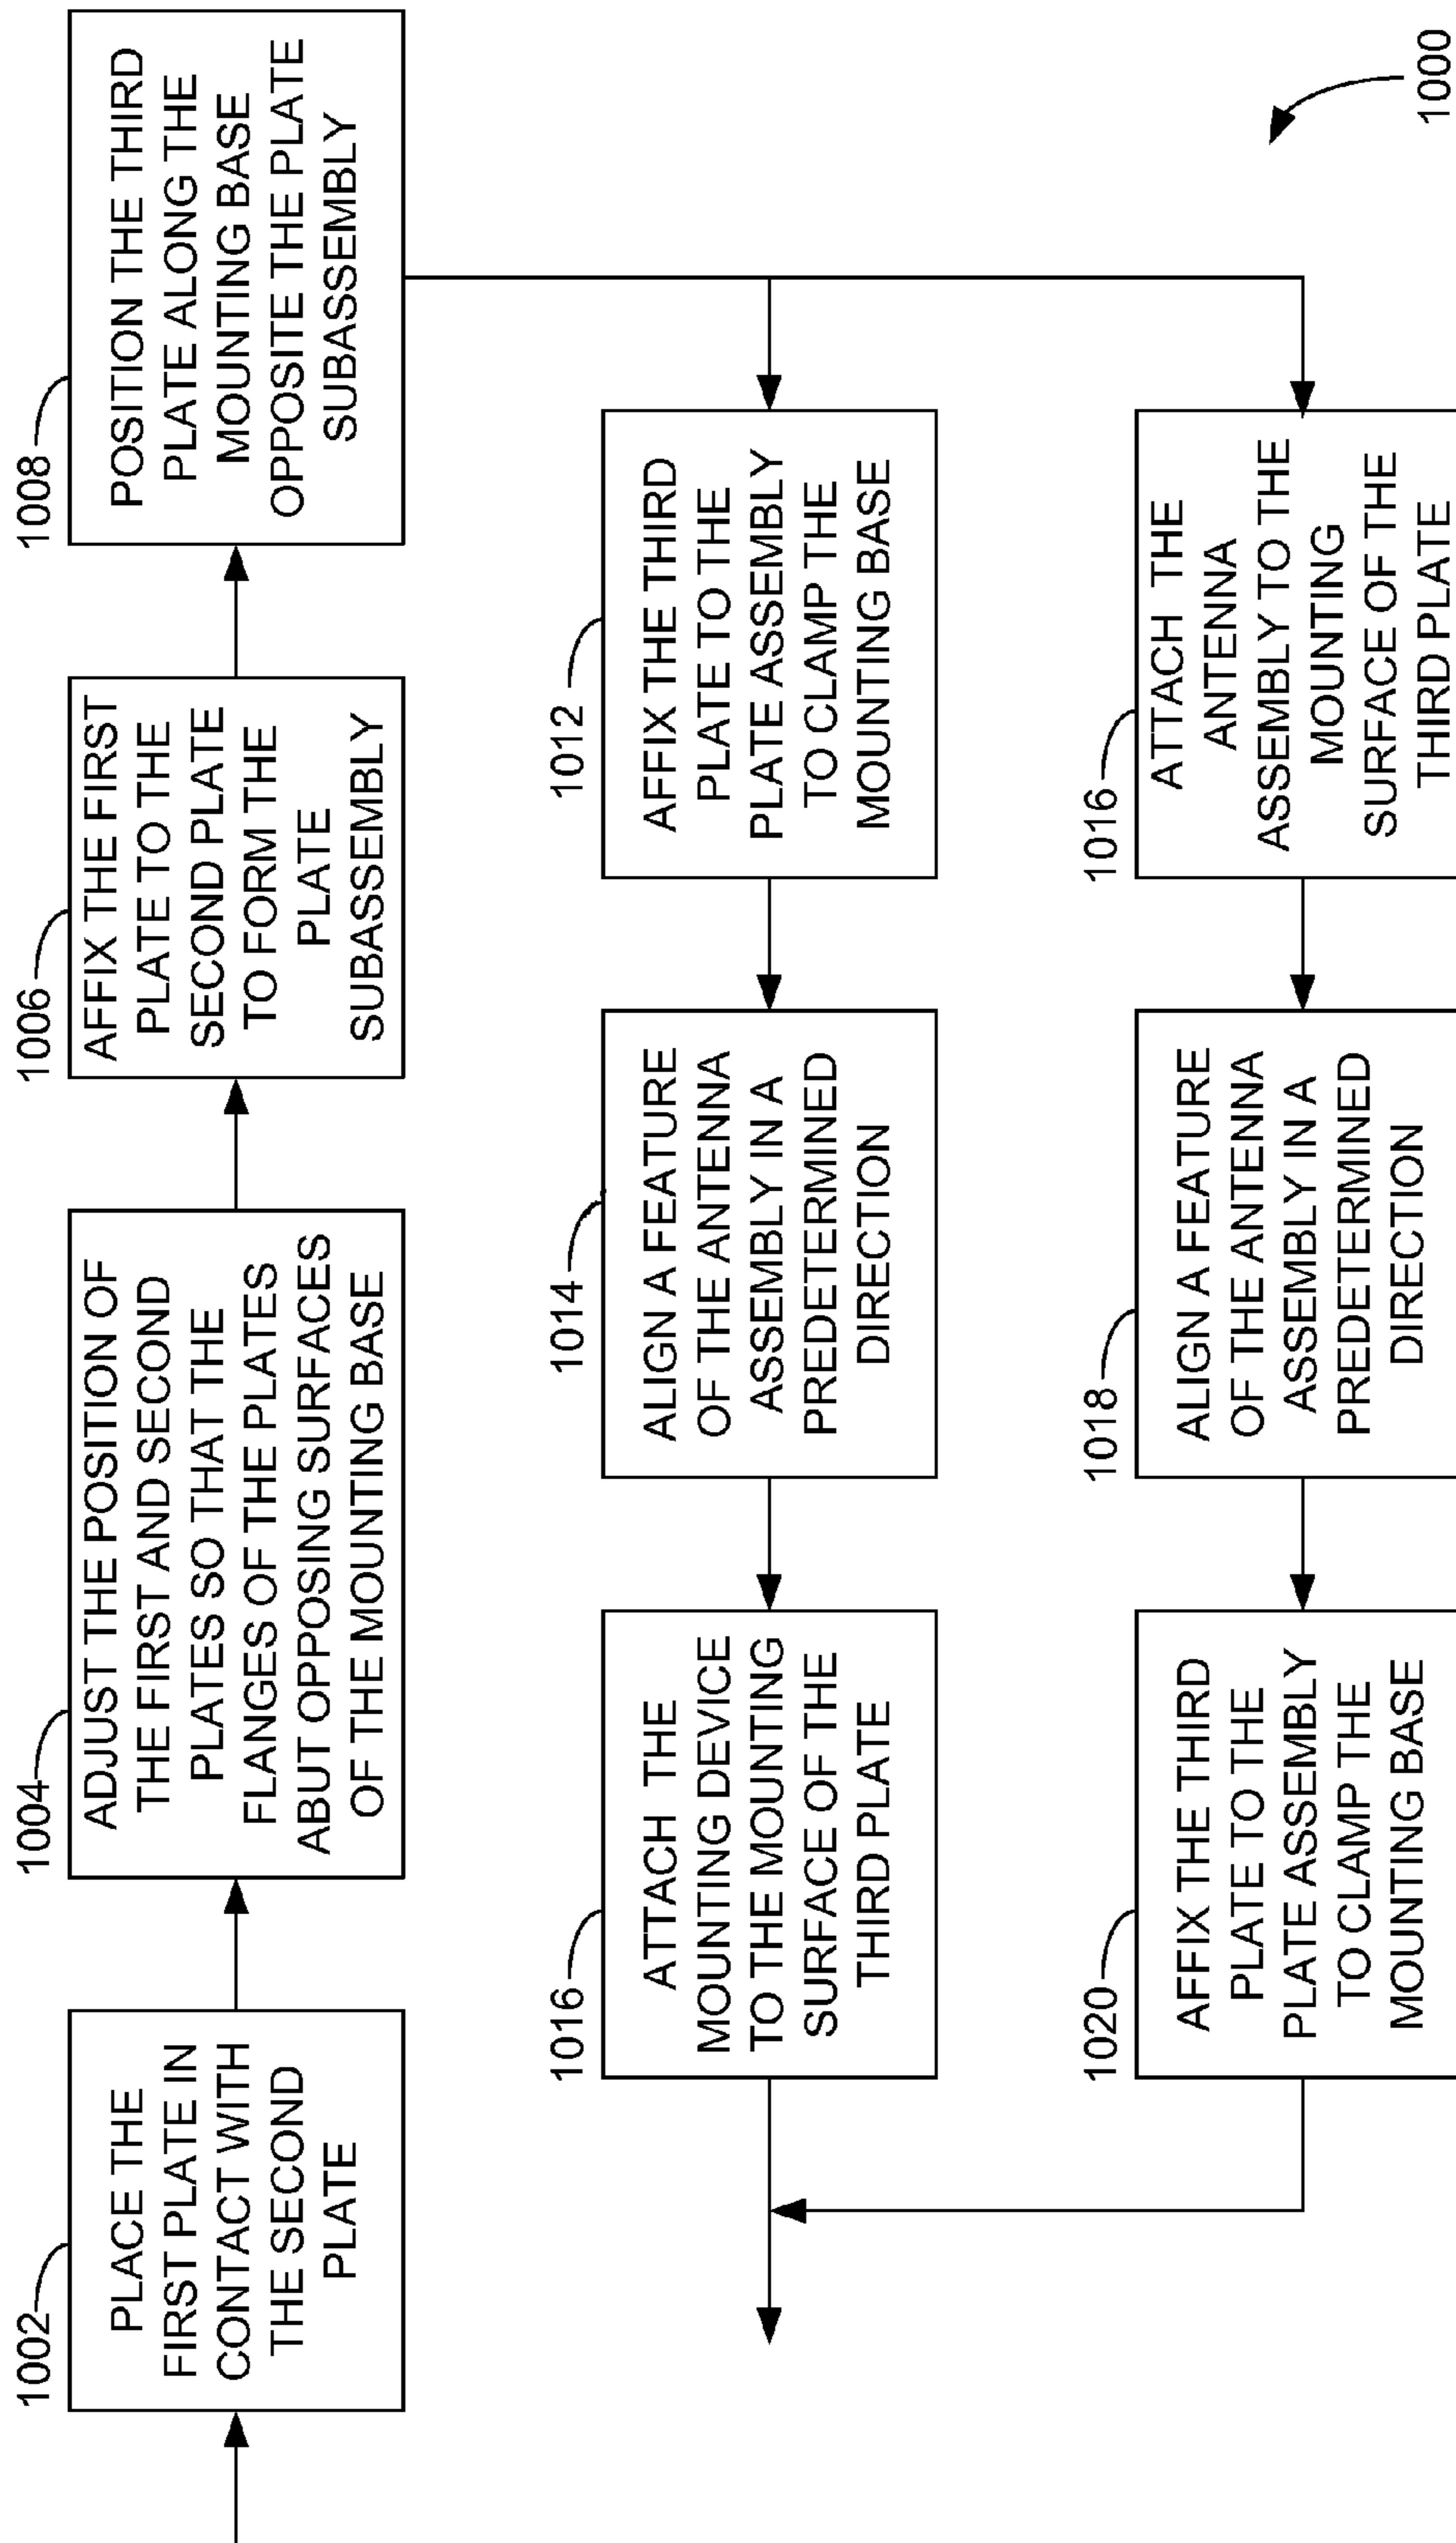 1002
PLACE THE
FIRST PLATE IN
CONTACT WITH
THE SECOND
PLATE
1004
ADJUST THE POSITION OF
THE FIRST AND SECOND
PLATES SO THAT THE
FLANGES OF THE PLATES
ABUT OPPOSING SURFACES
OF THE MOUNTING BASE
1006
AFFIX THE FIRST
PLATE TO THE
SECOND PLATE
TO FORM THE
PLATE
SUBASSEMBLY
1008
POSITION THE THIRD
PLATE ALONG THE
MOUNTING BASE
OPPOSITE THE PLATE
SUBASSEMBLY
1012
AFFIX THE THIRD
PLATE TO THE
PLATE ASSEMBLY
TO CLAMP THE
MOUNTING BASE
1014
ALIGN A FEATURE
OF THE ANTENNA
ASSEMBLY IN A
PREDETERMINED
DIRECTION
1016
ATTACH THE
MOUNTING DEVICE
TO THE MOUNTING
SURFACE OF THE
THIRD PLATE
1016
ATTACH THE
ANTENNA
ASSEMBLY TO THE
MOUNTING
SURFACE OF THE
THIRD PLATE
1018
ALIGN A FEATURE
OF THE ANTENNA
ASSEMBLY IN A
PREDETERMINED
DIRECTION
1020
AFFIX THE THIRD
PLATE TO THE
PLATE ASSEMBLY
TO CLAMP THE
MOUNTING BASE
1000